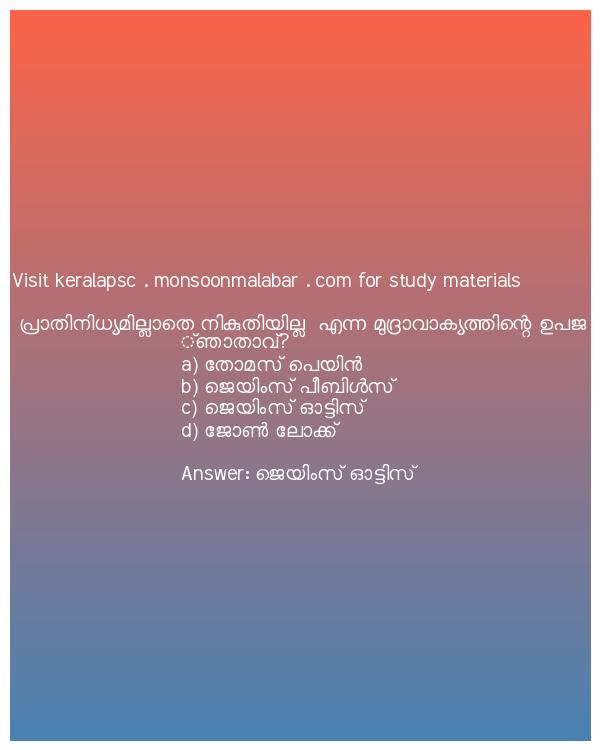 Visit keralapsc . monsoonmalabar . com for study materials
പ്രാതിനിധ്യമില്ലാതെ നികുതിയില്ല എന്ന മുദ്രാവാക്യത്തിന്റെ ഉപജ
്ഞാതാവ്?
a) തോമസ് പെയിൻ
b) ജെയിംസ് പീബിൾസ്
c) ജെയിംസ് ഓട്ടിസ്
d) ജോൺ ലോക്ക്
Answer: ജെയിംസ് ഓട്ടിസ്